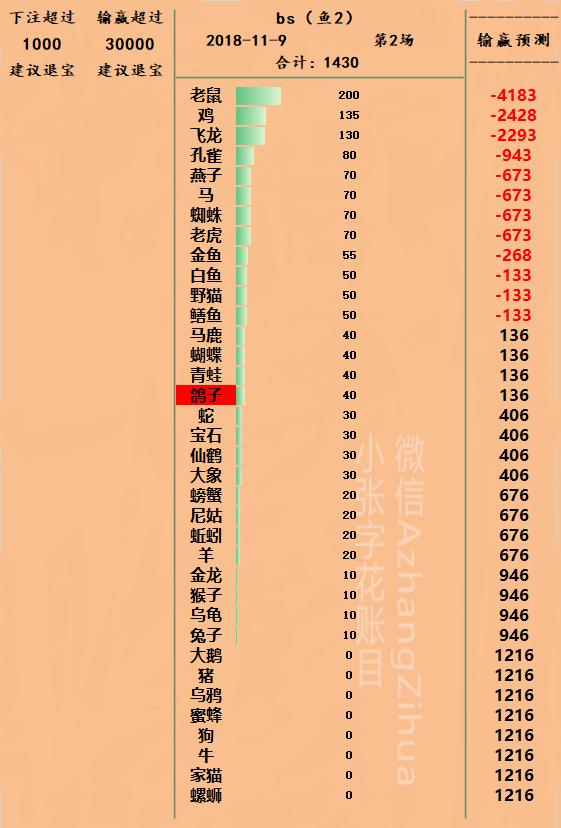 下注超过 输赢超过
1000 30000
建议退宝 建议退宝
bs（鱼2）
2018-11-9 第2场
合计：1430
----------
输赢预测
----------
老鼠 200 -4183
鸡 135 -2428
飞龙 130 -2293
孔雀 80 -943
燕子 70 -673
马 70 -673
蜘蛛 70 -673
老虎 70 -673
金鱼 55 -268
白鱼 50 -133
野猫 50 -133
鳝鱼 50 -133
马鹿 40 136
蝴蝶 40 136
青蛙 40 136
鸽子 40 136
蛇 30 406
宝石 30 406
仙鹤 30 406
大象 30 406
螃蟹 20 676
尼姑 20 676
蚯蚓 20 676
羊 20 676
金龙 10 946
猴子 10 946
乌龟 10 946
兔子 10 946
大鹅 0 1216
猪 0 1216
乌鸦 0 1216
蜜蜂 0 1216
狗 0 1216
牛 0 1216
家猫 0 1216
螺蛳 0 1216
微信AzhangZihua
小张字花账目